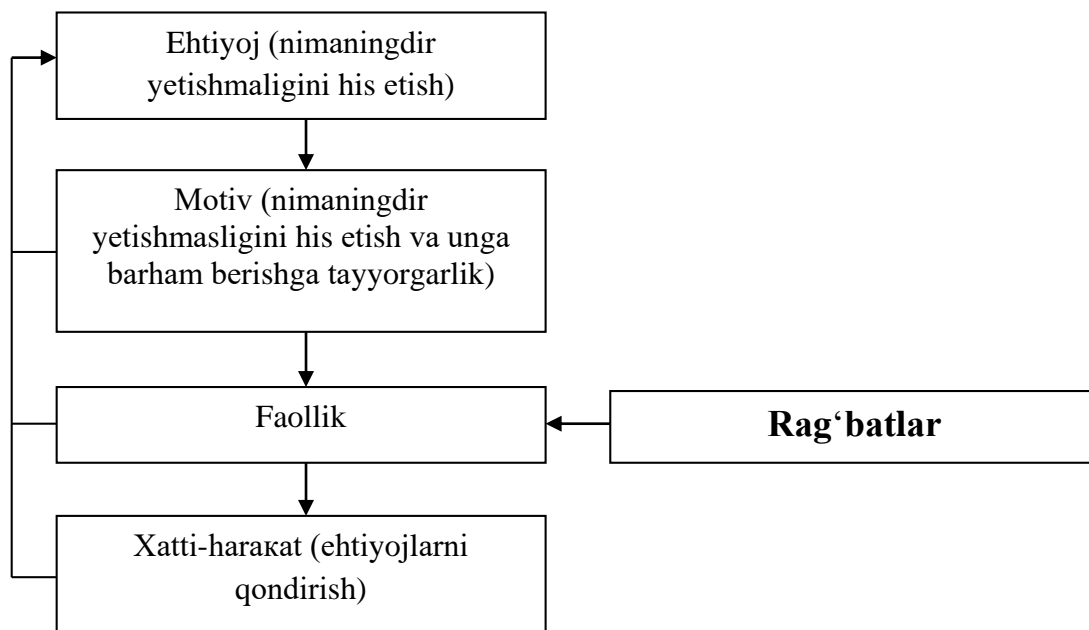 Ehtiyoj (nimaningdir
yetishmaligini his etish)
Motiv (nimaningdir
yetishmasligini his etish va unga
barham berishga tayyorgarlik)
Faollik
Rag‘batlar
Xatti-haraкat (ehtiyojlarni
qondirish)